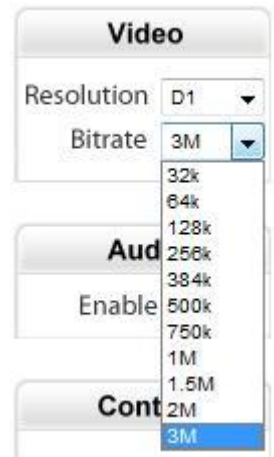 Video
Resolution D1
Bitrate 3M
32k
64k
128k
256k
384k
500k
750k
1M
1.5M
2M
3M
Aud
Enable
Cont